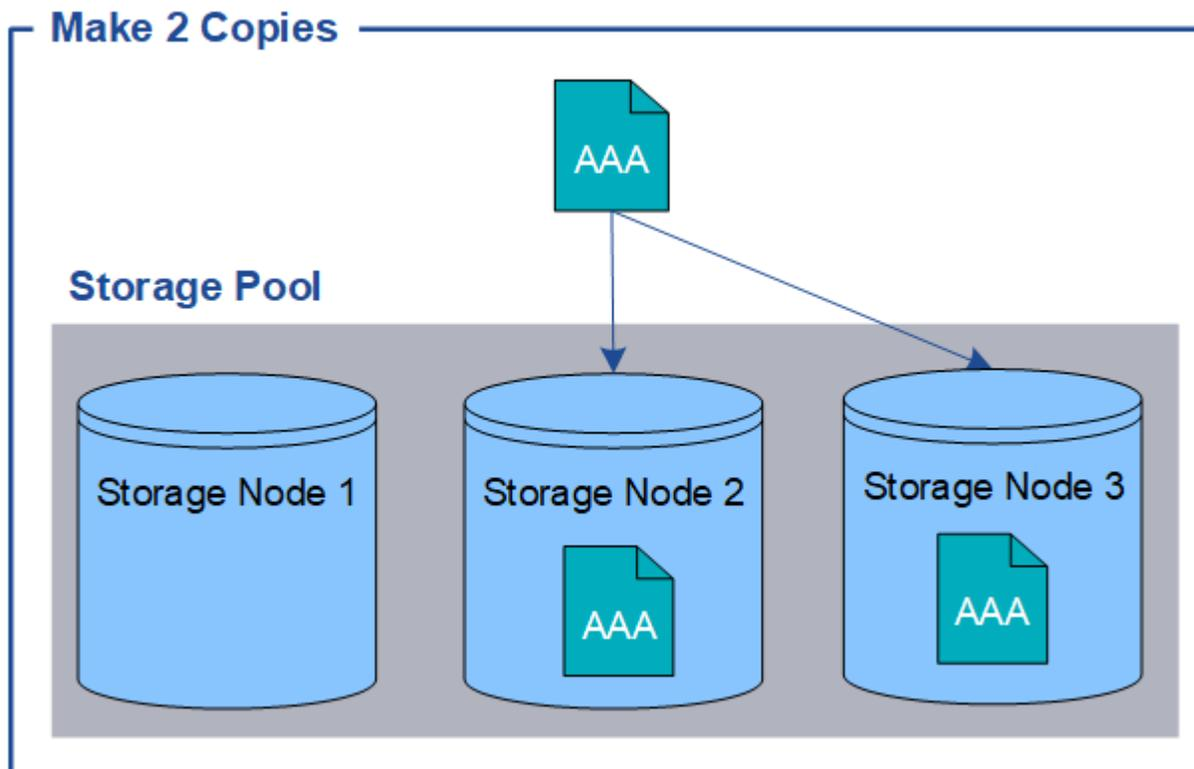 Make 2 Copies
AAA
Storage Pool
Storage Node 1
Storage Node 2
Storage Node 3
AAA
AAA